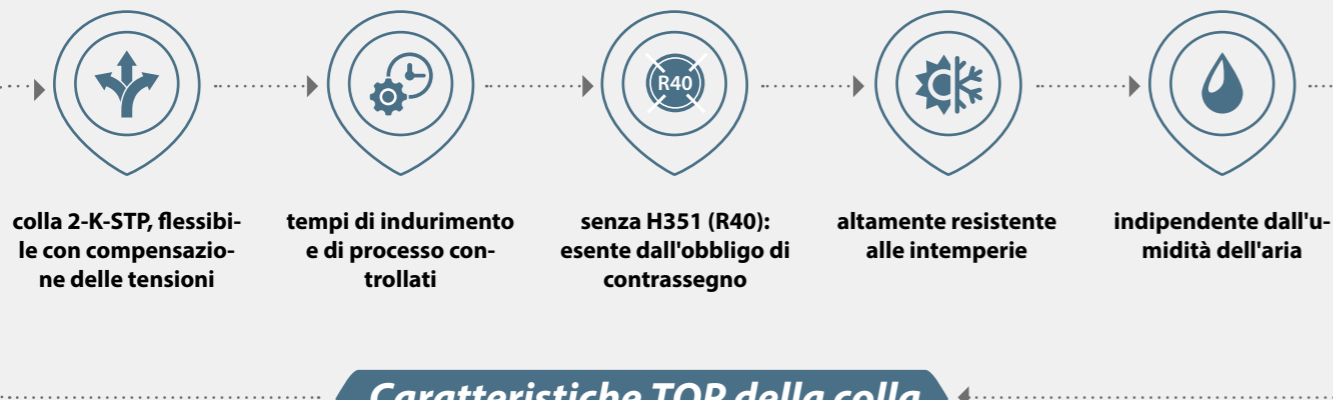 R40
colla 2-K-STP, flessibi-
le con compensazio-
ne delle tensioni
tempi di indurimento
e di processo con-
trollati
senza H351 (R40):
esente dall'obbligo di
contrassegno
altamente resistente
alle intemperie
indipendente dall'u-
midità dell'aria
Caratteristiche TOP della colla